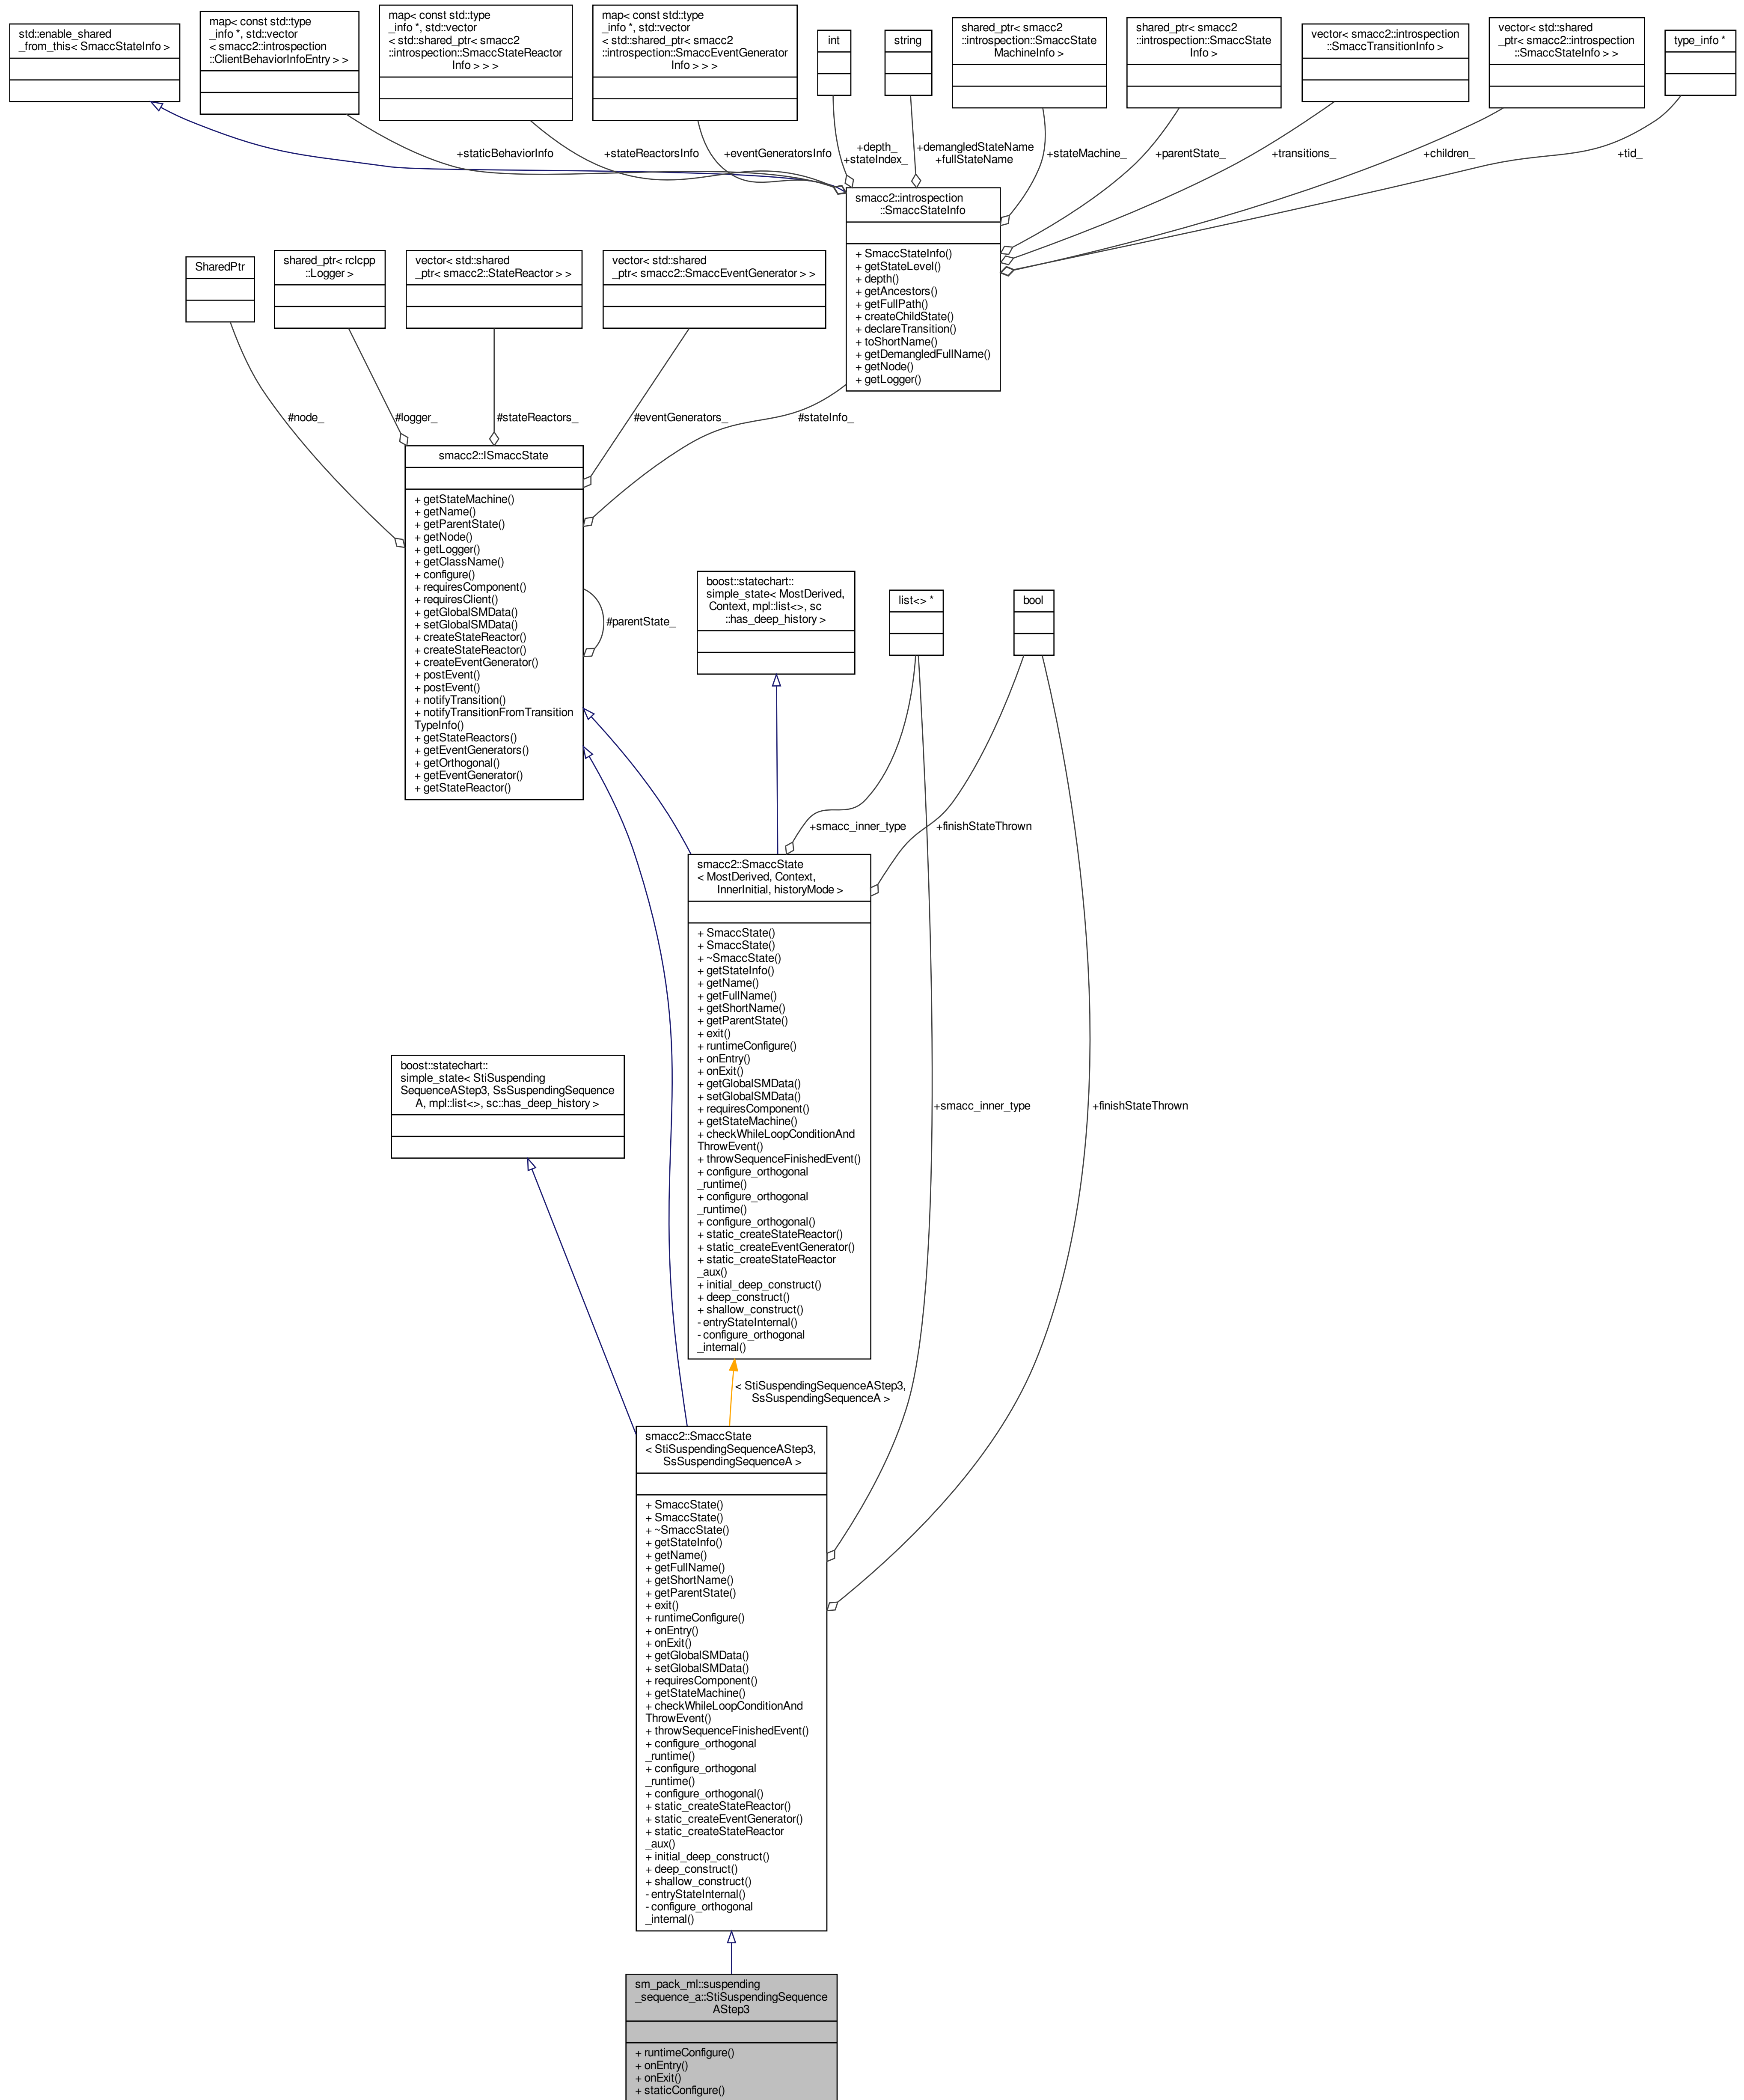 std::enable_shared
_from_this< SmaccStateInfo >
map< const std::type
_info *, std::vector
< smacc2::introspection
::ClientBehaviorInfoEntry > >
map< const std::type
_info *, std::vector
< std::shared_ptr< smacc2
::introspection::SmaccStateReactor
Info > > >
map< const std::type
_info *, std::vector
< std::shared_ptr< smacc2
::introspection::SmaccEventGenerator
Info > > >
int
string
shared_ptr< smacc2
::introspection::SmaccState
MachineInfo >
shared_ptr< smacc2
::introspection::SmaccState
Info >
vector< smacc2::introspection
::SmaccTransitionInfo >
vector< std::shared
_ptr< smacc2::introspection
::SmaccStateInfo > >
type_info *
+staticBehaviorInfo
+stateReactorsInfo
+eventGeneratorsInfo
+depth_
+stateIndex_
+demangledStateName
+fullStateName
+stateMachine_
+parentState_
+transitions_
+children_
+tid_
smacc2::introspection
::SmaccStateInfo
+ SmaccStateInfo()
+ getStateLevel()
+ depth()
+ getAncestors()
+ getFullPath()
+ createChildState()
+ declareTransition()
+ toShortName()
+ getDemangledFullName()
+ getNode()
+ getLogger()
SharedPtr
shared_ptr< rclcpp
::Logger >
vector< std::shared
_ptr< smacc2::StateReactor > >
vector< std::shared
_ptr< smacc2::SmaccEventGenerator > >
#node_
#logger_
#stateReactors_
#eventGenerators_
#stateInfo_
smacc2::ISmaccState
+ getStateMachine()
+ getName()
+ getParentState()
+ getNode()
+ getLogger()
+ getClassName()
+ configure()
+ requiresComponent()
+ requiresClient()
+ getGlobalSMData()
+ setGlobalSMData()
+ createStateReactor()
+ createStateReactor()
+ createEventGenerator()
+ postEvent()
+ postEvent()
+ notifyTransition()
+ notifyTransitionFromTransition
TypeInfo()
+ getStateReactors()
+ getEventGenerators()
+ getOrthogonal()
+ getEventGenerator()
+ getStateReactor()
#parentState_
boost::statechart::
simple_state< MostDerived,
Context, mpl::list<>, sc
::has_deep_history >
list<> *
bool
+smacc_inner_type
+finishStateThrown
smacc2::SmaccState
< MostDerived, Context,
InnerInitial, historyMode >
+ SmaccState()
+ SmaccState()
+ ~SmaccState()
+ getStateInfo()
+ getName()
+ getFullName()
+ getShortName()
+ getParentState()
+ exit()
+ runtimeConfigure()
+ onEntry()
+ onExit()
+ getGlobalSMData()
+ setGlobalSMData()
+ requiresComponent()
+ getStateMachine()
+ checkWhileLoopConditionAnd
ThrowEvent()
+ throwSequenceFinishedEvent()
+ configure_orthogonal
_runtime()
+ configure_orthogonal
_runtime()
+ configure_orthogonal()
+ static_createStateReactor()
+ static_createEventGenerator()
+ static_createStateReactor
_aux()
+ initial_deep_construct()
+ deep_construct()
+ shallow_construct()
- entryStateInternal()
- configure_orthogonal
_internal()
+smacc_inner_type
+finishStateThrown
boost::statechart::
simple_state< StiSuspending
SequenceAStep3, SsSuspendingSequence
A, mpl::list<>, sc::has_deep_history >
< StiSuspendingSequenceAStep3,
SsSuspendingSequenceA >
smacc2::SmaccState
< StiSuspendingSequenceAStep3,
SsSuspendingSequenceA >
+ SmaccState()
+ SmaccState()
+ ~SmaccState()
+ getStateInfo()
+ getName()
+ getFullName()
+ getShortName()
+ getParentState()
+ exit()
+ runtimeConfigure()
+ onEntry()
+ onExit()
+ getGlobalSMData()
+ setGlobalSMData()
+ requiresComponent()
+ getStateMachine()
+ checkWhileLoopConditionAnd
ThrowEvent()
+ throwSequenceFinishedEvent()
+ configure_orthogonal
_runtime()
+ configure_orthogonal
_runtime()
+ configure_orthogonal()
+ static_createStateReactor()
+ static_createEventGenerator()
+ static_createStateReactor
_aux()
+ initial_deep_construct()
+ deep_construct()
+ shallow_construct()
- entryStateInternal()
- configure_orthogonal
_internal()
sm_pack_ml::suspending
_sequence_a::StiSuspendingSequence
AStep3
+ runtimeConfigure()
+ onEntry()
+ onExit()
+ staticConfigure()